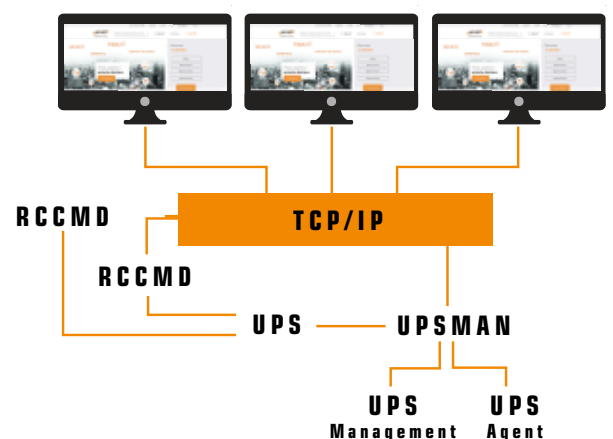 TCP/IP
RCCMD
RCCMD
UPS
UPSMAN
UPS
Management
UPS
Agent